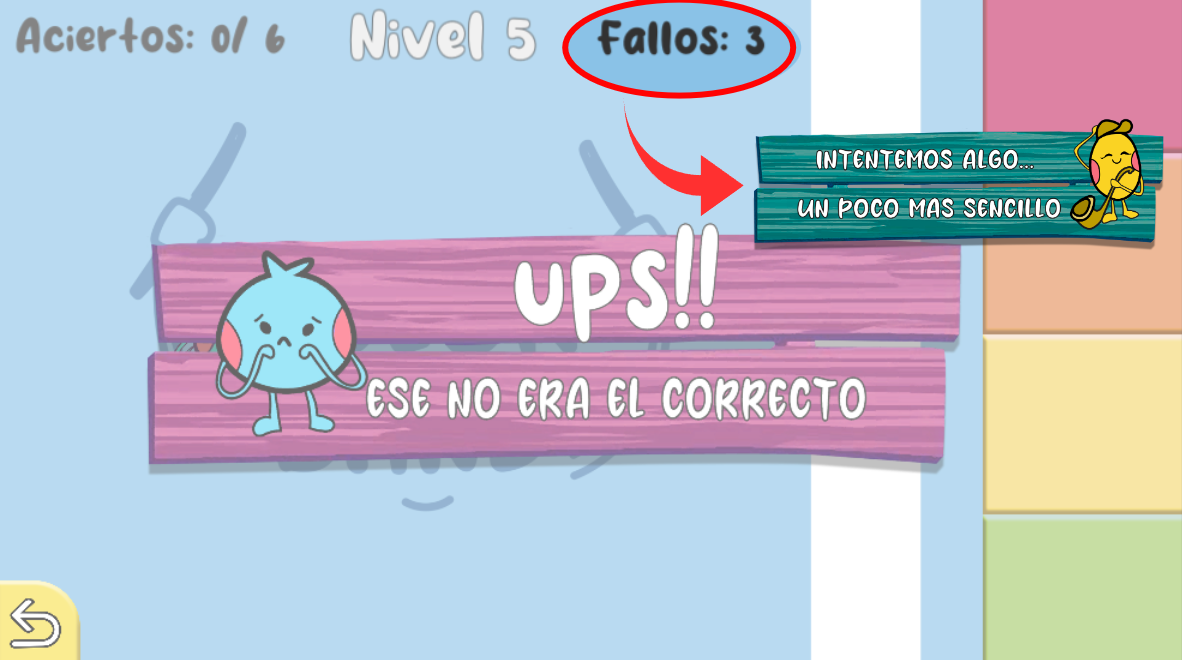 Aciertos: 0/ 6
Nivel 5
Fallos: 3
INTENTEMOS ALGO...
UN POCO MAS SENCILLO
UPS!!
ESE NO ERA EL CORRECTO